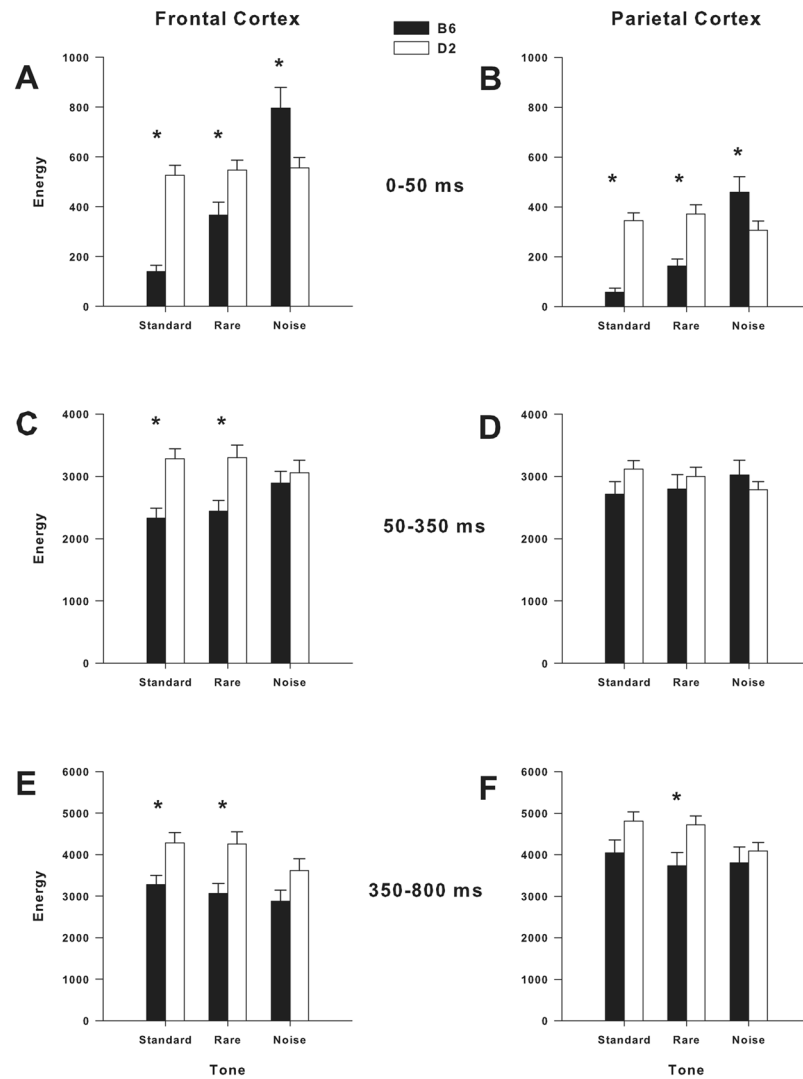 Frontal Cortex
B6
D2
Parietal Cortex
A
*
*
*
1000
800
600
400
200
0
Energy
Standard Rare Noise
0-50 ms
B
*
*
*
1000
800
600
400
200
0
Standard Rare Noise
C
*
*
4000
3000
2000
1000
0
Energy
Standard Rare Noise
50-350 ms
D
4000
3000
2000
1000
0
Standard Rare Noise
E
*
*
6000
5000
4000
3000
2000
1000
0
Energy
Standard Rare Noise
Tone
350-800 ms
F
*
6000
5000
4000
3000
2000
1000
0
Standard Rare Noise
Tone